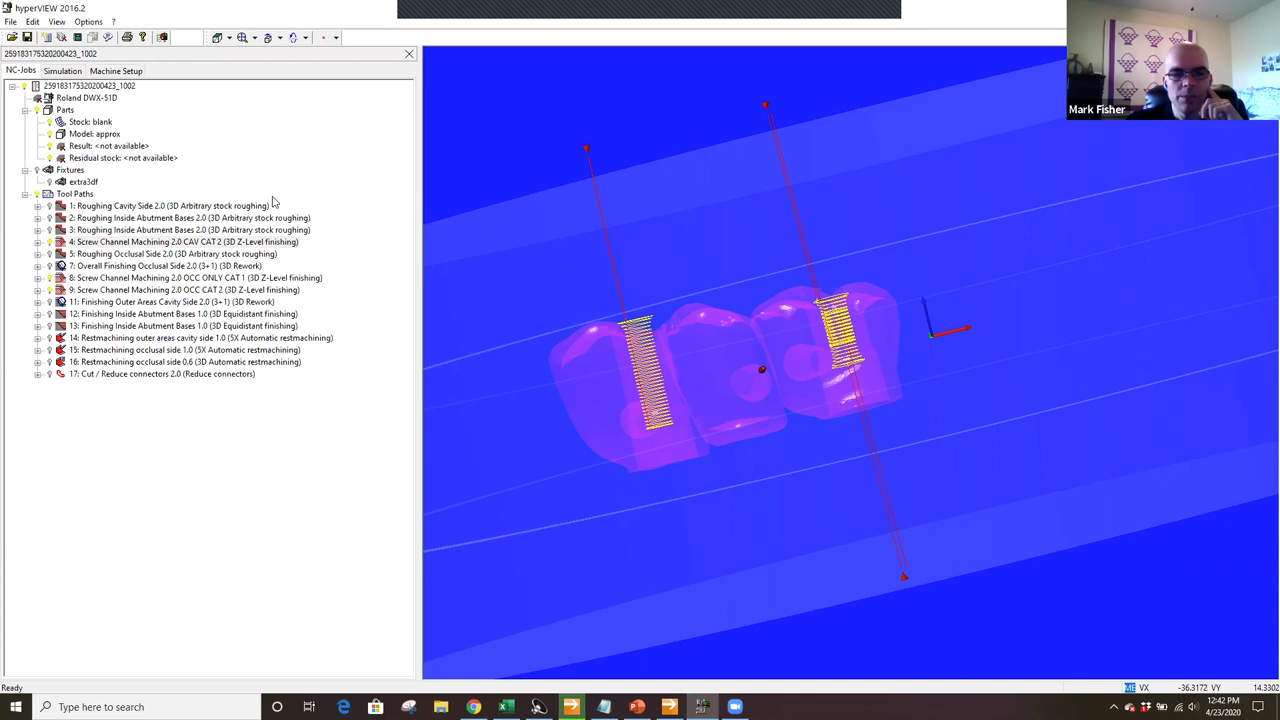 hyperVIEW 2016.2
File Edit View Options ?
259183175320200423_1002
NC-Jobs Simulation Machine Setup
259183175320200423_1002
Roland DWX-51D
Parts
Stock: blank
Model: approx
Result: <not available>
Residual stock: <not available>
Fixtures
extra3df
Tool Paths
1: Roughing Cavity Side 2.0 (3D Arbitrary stock roughing)
2: Roughing Inside Abutment Bases 2.0 (3D Arbitrary stock roughing)
3: Roughing Inside Abutment Bases 2.0 (3D Arbitrary stock roughing)
4: Screw Channel Machining 2.0 CAV CAT 2 (3D Z-Level finishing)
5: Roughing Occlusal Side 2.0 (3D Arbitrary stock roughing)
7: Overall Finishing Occlusal Side 2.0 (3+1) (3D Rework)
8: Screw Channel Machining 2.0 OCC ONLY CAT 1 (3D Z-Level finishing)
9: Screw Channel Machining 2.0 OCC CAT 2 (3D Z-Level finishing)
11: Finishing Outer Areas Cavity Side 2.0 (3+1) (3D Rework)
12: Finishing Inside Abutment Bases 1.0 (3D Equidistant finishing)
13: Finishing Inside Abutment Bases 1.0 (3D Equidistant finishing)
14: Restmachining outer areas cavity side 1.0 (5X Automatic restmachining)
15: Restmachining occlusal side 1.0 (5X Automatic restmachining)
16: Restmachining occlusal side 0.6 (3D Automatic restmachining)
17: Cut / Reduce connectors 2.0 (Reduce connectors)
Mark Fisher
Ready
ME VX -36.3172 VY 14.3302
Type here to search
12:42 PM
4/23/2020